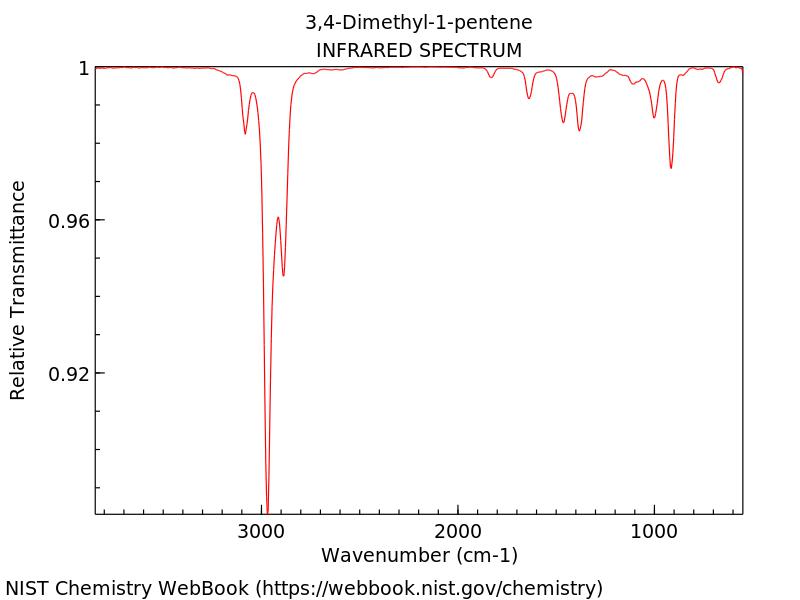 3,4-Dimethyl-1-pentene
INFRARED SPECTRUM
1
0.96
0.92
Relative Transmittance
3000 2000 1000
Wavenumber (cm-1)
NIST Chemistry WebBook (https://webbook.nist.gov/chemistry)